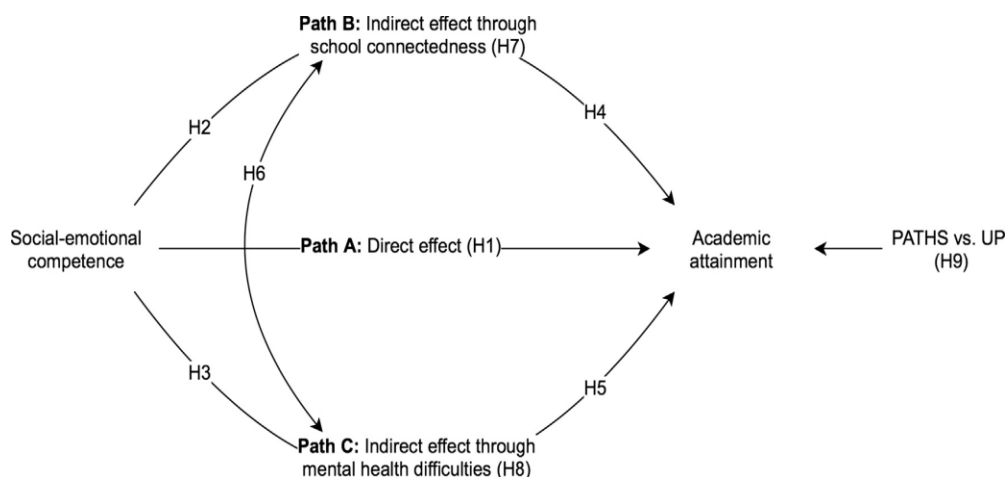 Path B: Indirect effect through
school connectedness (H7)
H2
H4
H6
Social-emotional
competence
Path A: Direct effect (H1)
Academic
attainment
PATHS vs. UP
(H9)
H3
H5
Path C: Indirect effect through
mental health difficulties (H8)